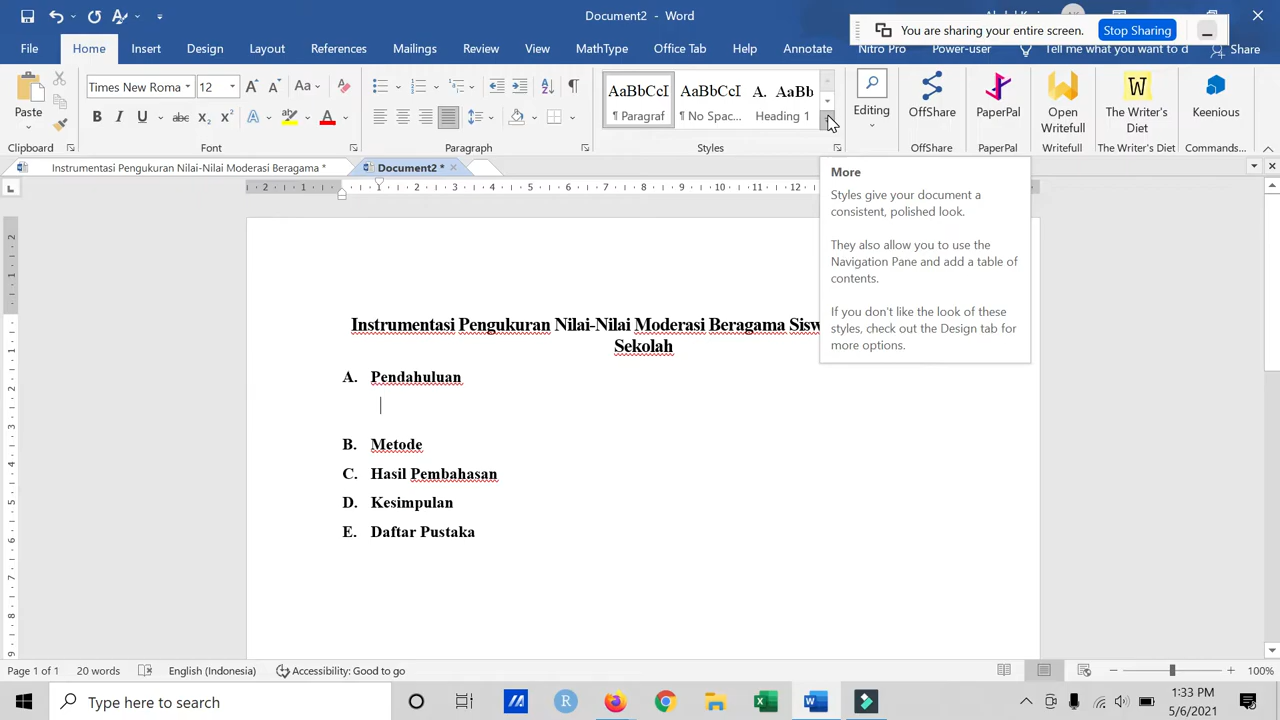 Document2 - Word
You are sharing your entire screen.
Stop Sharing
File
Home
Insert
Design
Layout
References
Mailings
Review
View
MathType
Office Tab
Help
Annotate
Nitro Pro
Power-user
Tell me what you want to d
Share
Paste
Times New Roma
12
Aa
AaBbCcI
AaBbCcI
A. AaBb
¶ Paragraf
¶ No Spac...
Heading 1
Editing
OffShare
PaperPal
Open
Writefull
The Writer's
Diet
Keenious
Clipboard
Font
Paragraph
Styles
OffShare
PaperPal
Writefull
The Writer's Diet
Commands...
Instrumentasi Pengukuran Nilai-Nilai Moderasi Beragama *
Document2 *
More
Styles give your document a
consistent, polished look.
They also allow you to use the
Navigation Pane and add a table of
contents.
If you don't like the look of these
styles, check out the Design tab for
more options.
Instrumentasi Pengukuran Nilai-Nilai Moderasi Beragama Sisw
Sekolah
A. Pendahuluan
B. Metode
C. Hasil Pembahasan
D. Kesimpulan
E. Daftar Pustaka
Page 1 of 1
20 words
English (Indonesia)
Accessibility: Good to go
100%
Type here to search
1:33 PM
5/6/2021